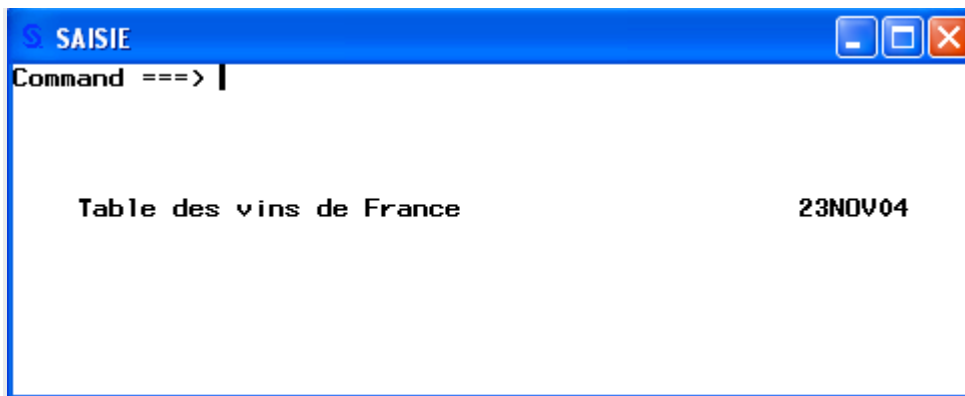 SAISIE
Command ===>
Table des vins de France 23NOV04